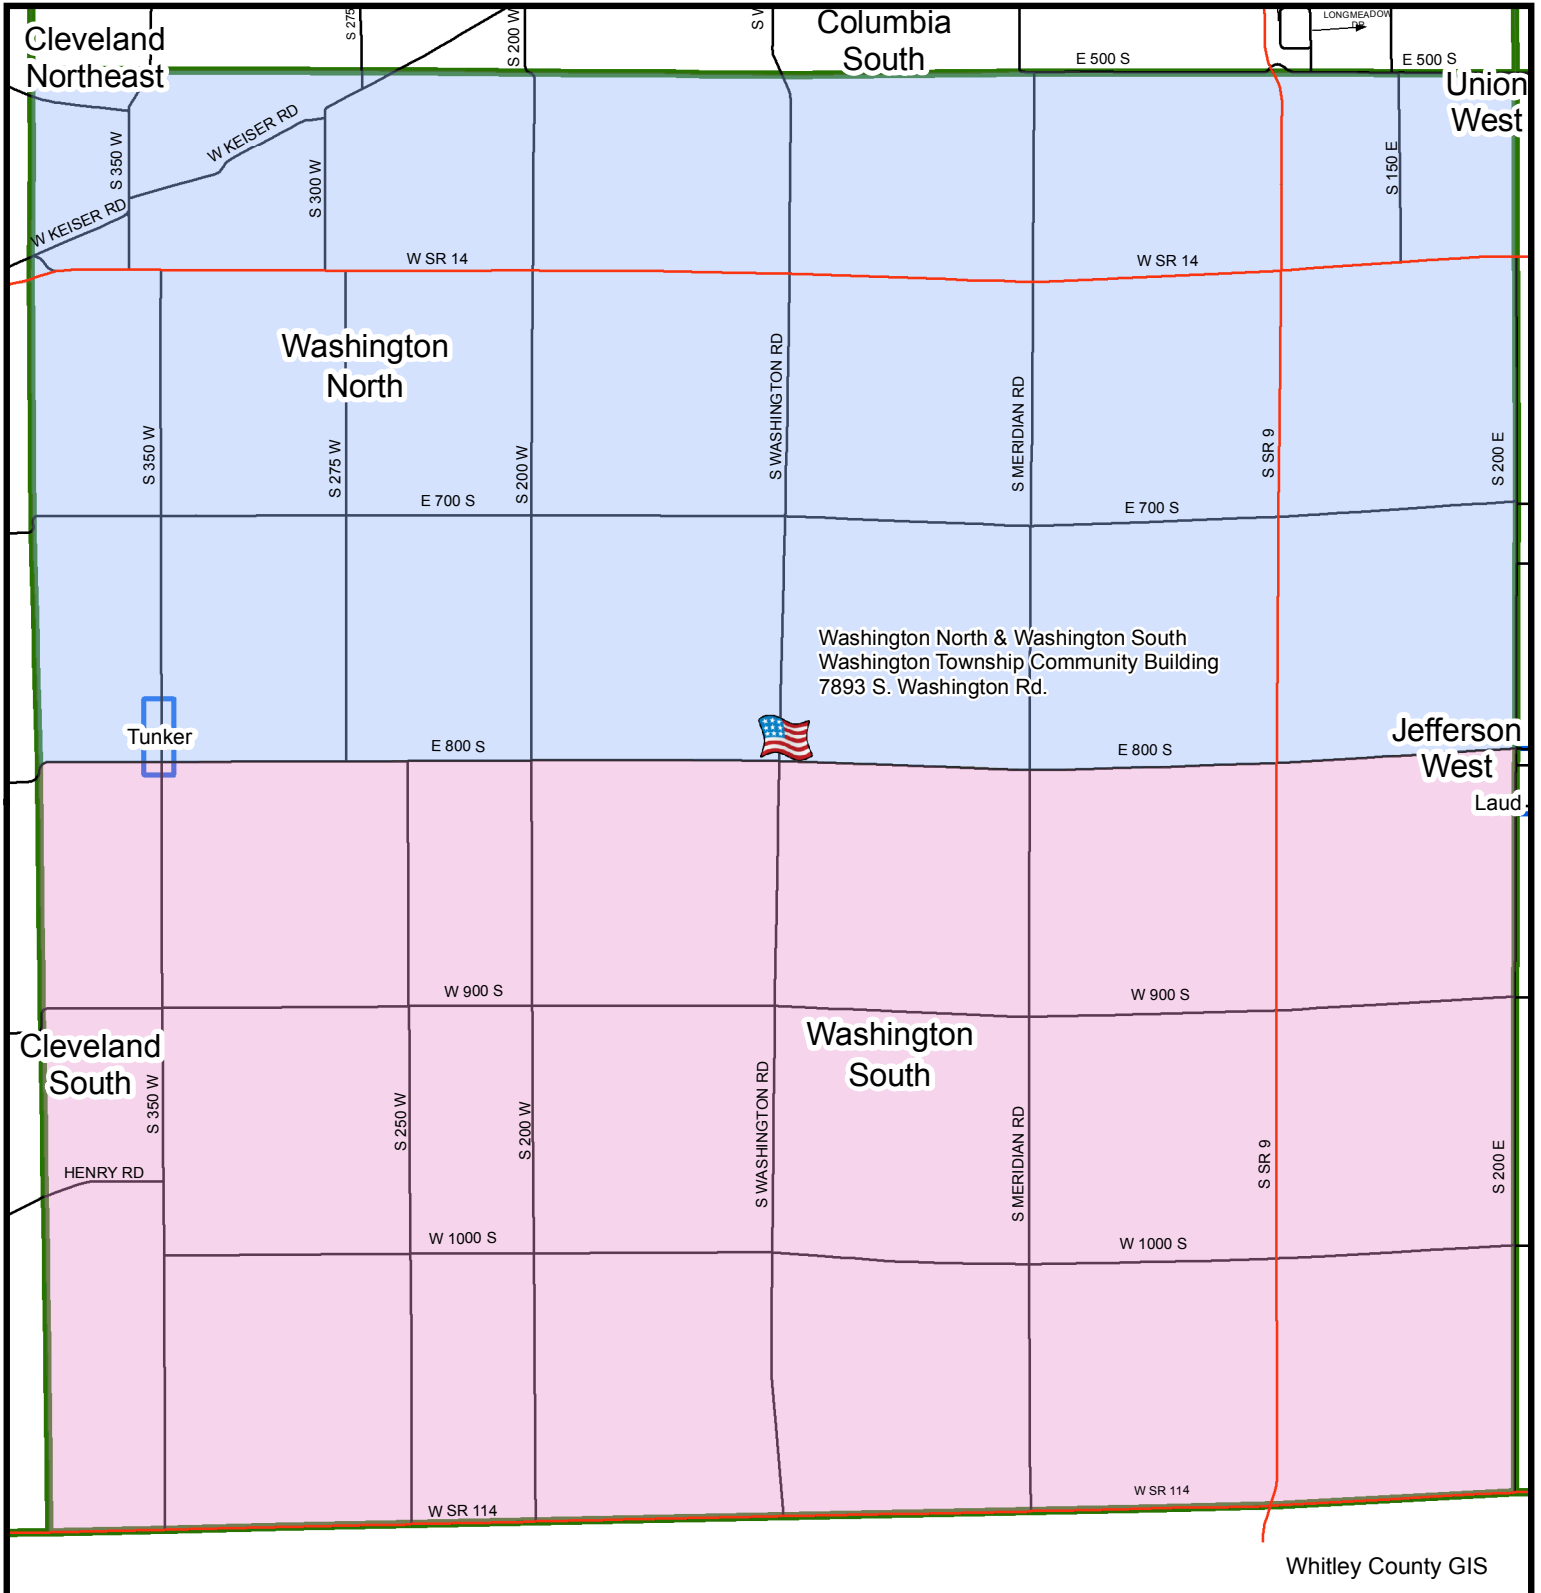 S 275
S 200 W
S W
Columbia
South
LONGMEADOW
DR
Cleveland
Northeast
E 500 S
E 500 S
Union
West
W KEISER RD
S 350 W
S 300 W
S 150 E
W KEISER RD
W SR 14
W SR 14
Washington
North
S WASHINGTON RD
S MERIDIAN RD
S 350 W
S 275 W
S 200 W
S SR 9
S 200 E
E 700 S
E 700 S
Washington North & Washington South
Washington Township Community Building
7893 S. Washington Rd.
Tunker
E 800 S
E 800 S
Jefferson
West
Laud
W 900 S
W 900 S
Cleveland
South
Washington
South
S 350 W
S 250 W
S 200 W
S WASHINGTON RD
S MERIDIAN RD
S SR 9
S 200 E
HENRY RD
W 1000 S
W 1000 S
W SR 114
W SR 114
Whitley County GIS